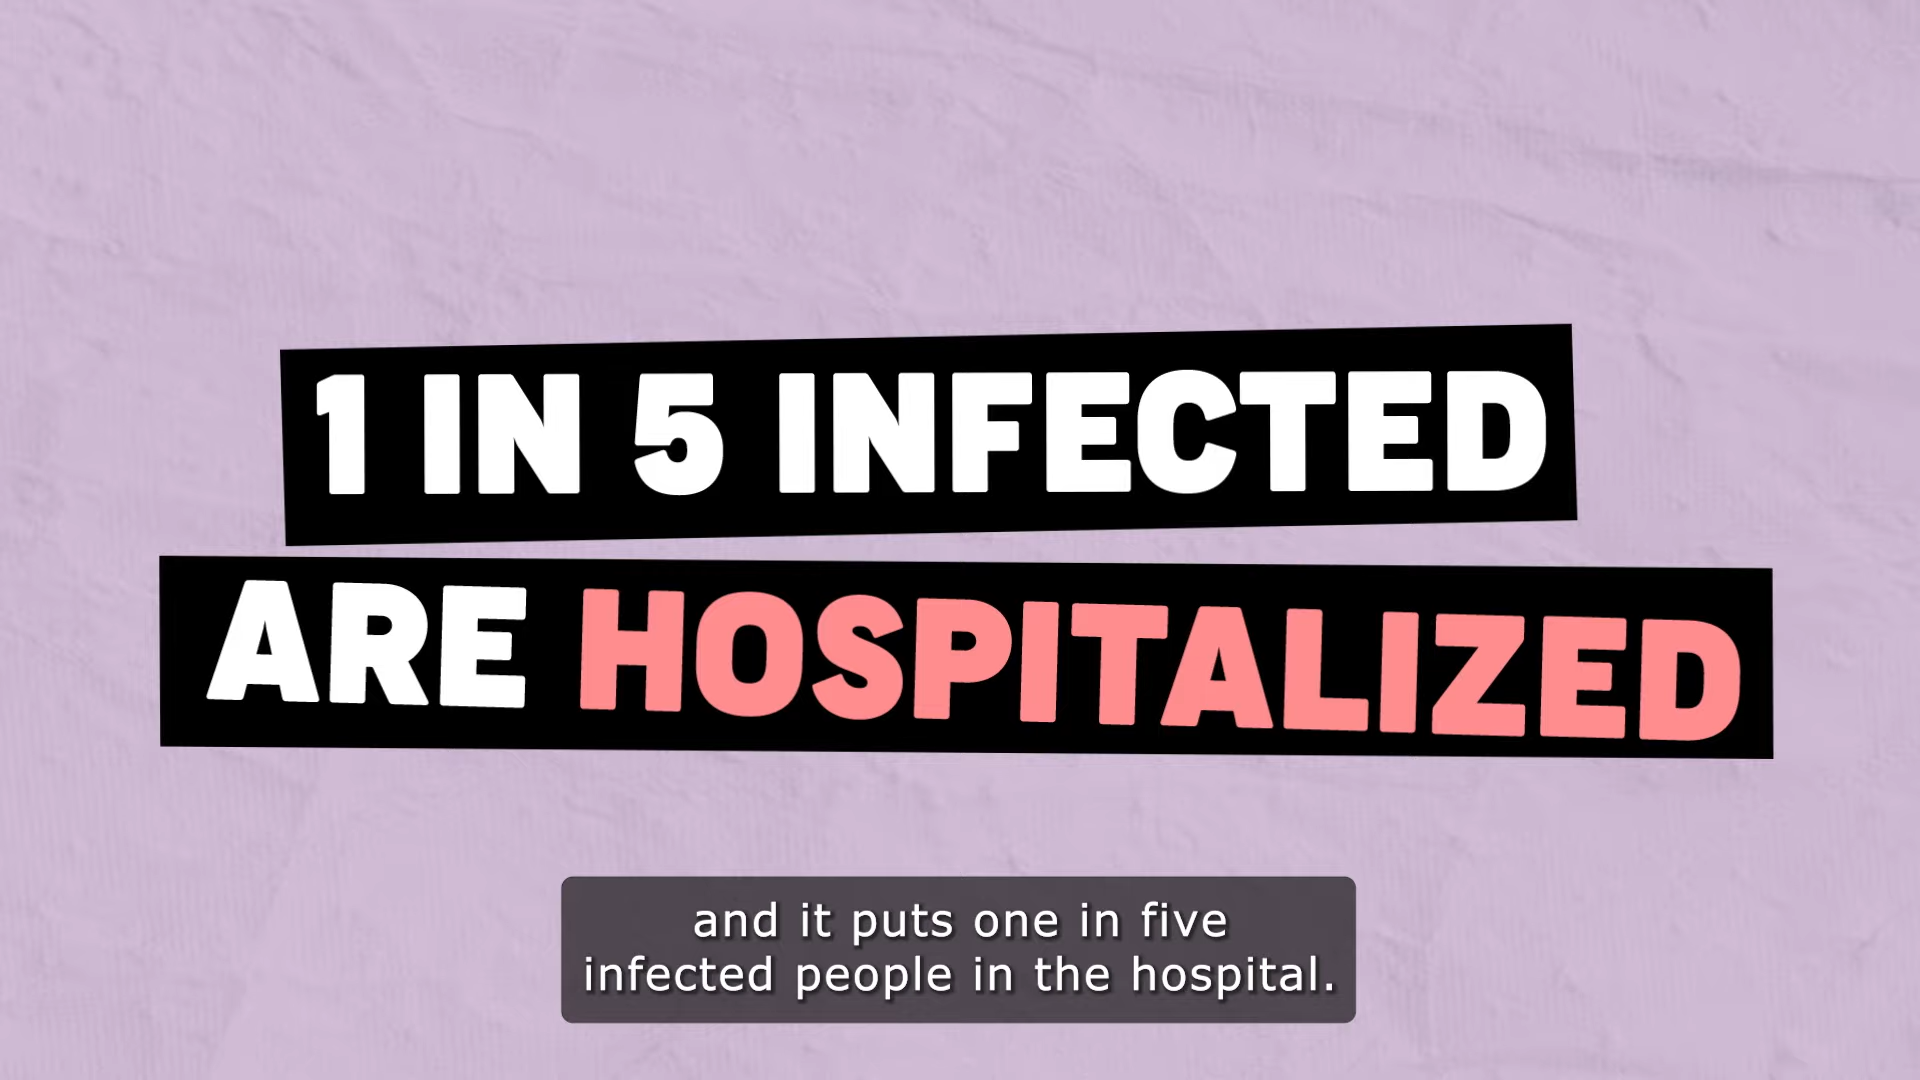 1 IN 5 INFECTED
ARE HOSPITALIZED
and it puts one in five
infected people in the hospital.